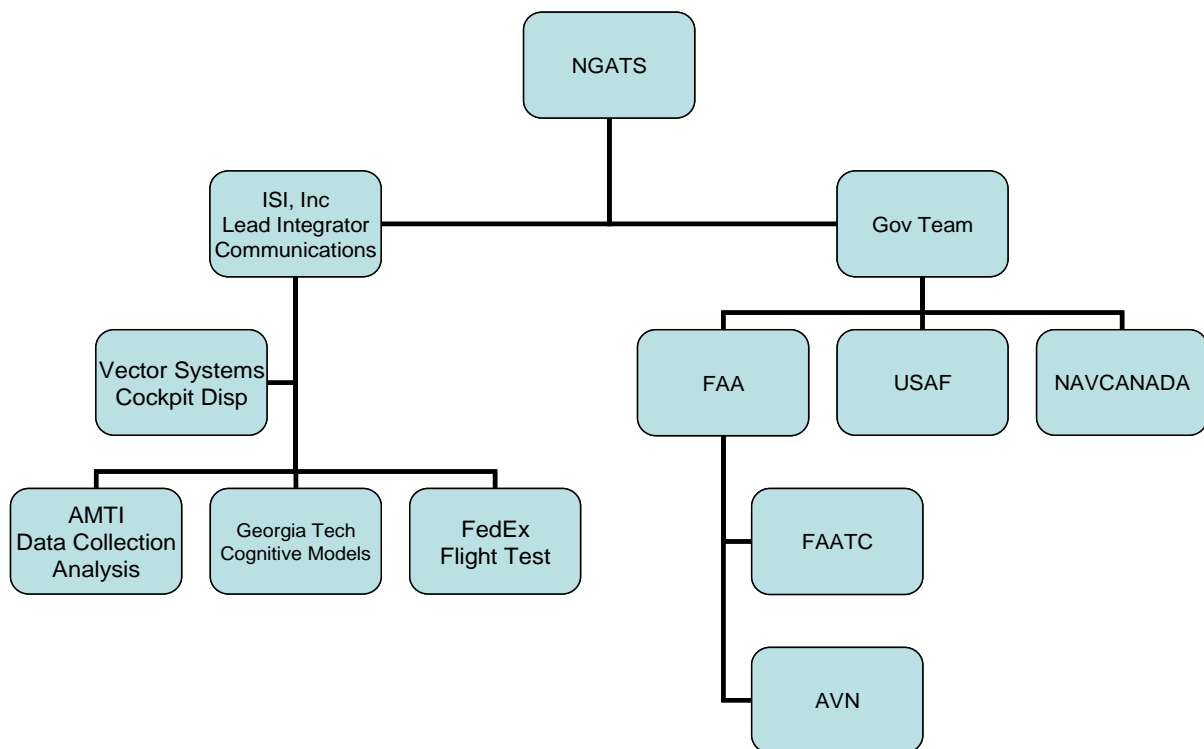 NGATS
ISI, Inc
Lead Integrator
Communications
Gov Team
Vector Systems
Cockpit Disp
FAA
USAF
NAVCANADA
AMTI
Data Collection
Analysis
Georgia Tech
Cognitive Models
FedEx
Flight Test
FAATC
AVN